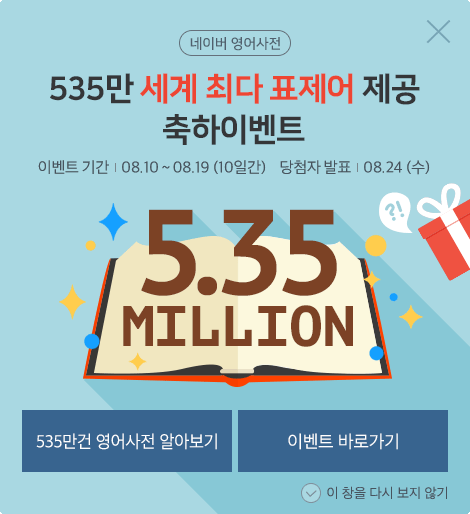 네이버 영어사전
535만 세계 최다 표제어 제공
축하이벤트
이벤트 기간 | 08.10 ~ 08.19 (10일간) 당첨자 발표 | 08.24 (수)
?!
5.35
MILLION
535만건 영어사전 알아보기
이벤트 바로가기
이 창을 다시 보지 않기